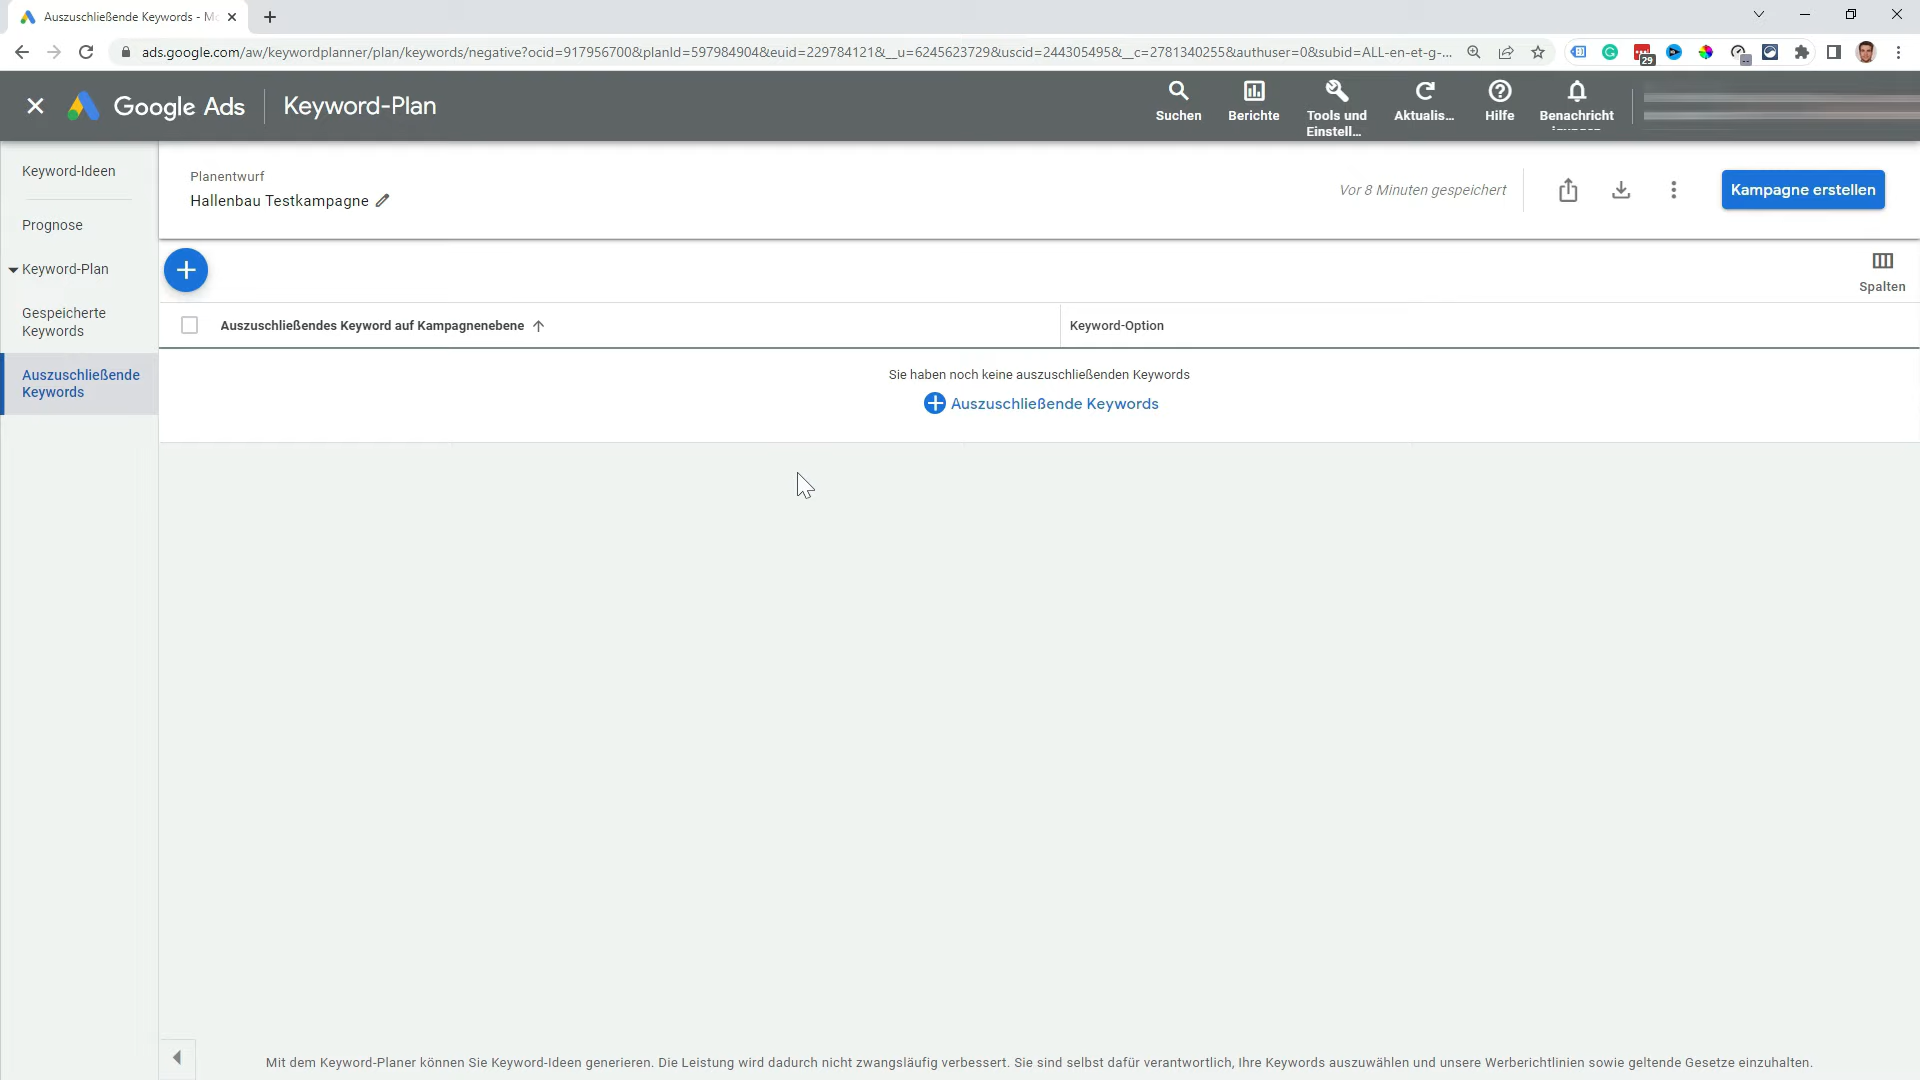 Auszuschließende Keywords - Mo
ads.google.com/aw/keywordplanner/plan/keywords/negative?ocid=917956700&planId=597984904&euid=229784121&__u=6245623729&uscid=244305495&__c=2781340255&authuser=0&subid=ALL-en-et-g-...
29
Google Ads
Keyword-Plan
Suchen
Berichte
Tools und
Einstell...
Aktualis...
Hilfe
Benachricht
Keyword-Ideen
Prognose
Keyword-Plan
Gespeicherte
Keywords
Auszuschließende
Keywords
Planentwurf
Hallenbau Testkampagne
Vor 8 Minuten gespeichert
Kampagne erstellen
Spalten
Auszuschließendes Keyword auf Kampagnenebene
Keyword-Option
Sie haben noch keine auszuschließenden Keywords
Auszuschließende Keywords
Mit dem Keyword-Planer können Sie Keyword-Ideen generieren. Die Leistung wird dadurch nicht zwangsläufig verbessert. Sie sind selbst dafür verantwortlich, Ihre Keywords auszuwählen und unsere Werberichtlinien sowie geltende Gesetze einzuhalten.